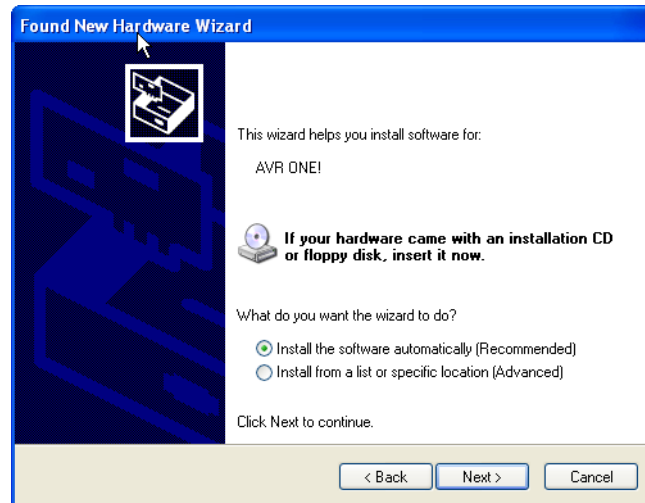 Found New Hardware Wizard
This wizard helps you install software for:
AVR ONE!
If your hardware came with an installation CD
or floppy disk, insert it now.
What do you want the wizard to do?
Install the software automatically (Recommended)
Install from a list or specific location (Advanced)
Click Next to continue.
< Back
Next >
Cancel